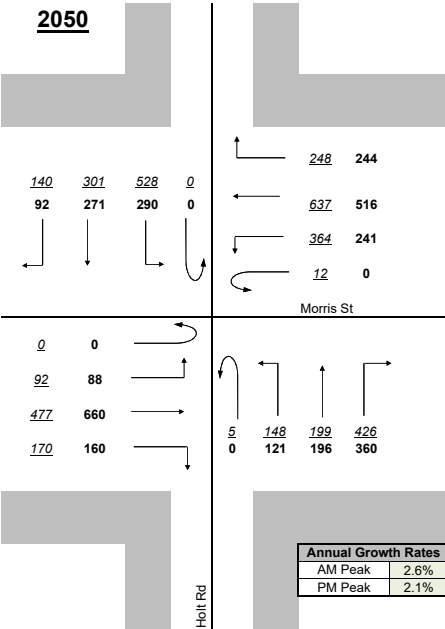 2050
248 244
140 301 528 0
92 271 290 0
637 516
364 241
12 0
Morris St
0 0
92 88
477 660
170 160
5 148 199 426
0 121 196 360
Holt Rd
Annual Growth Rates
AM Peak 2.6%
PM Peak 2.1%